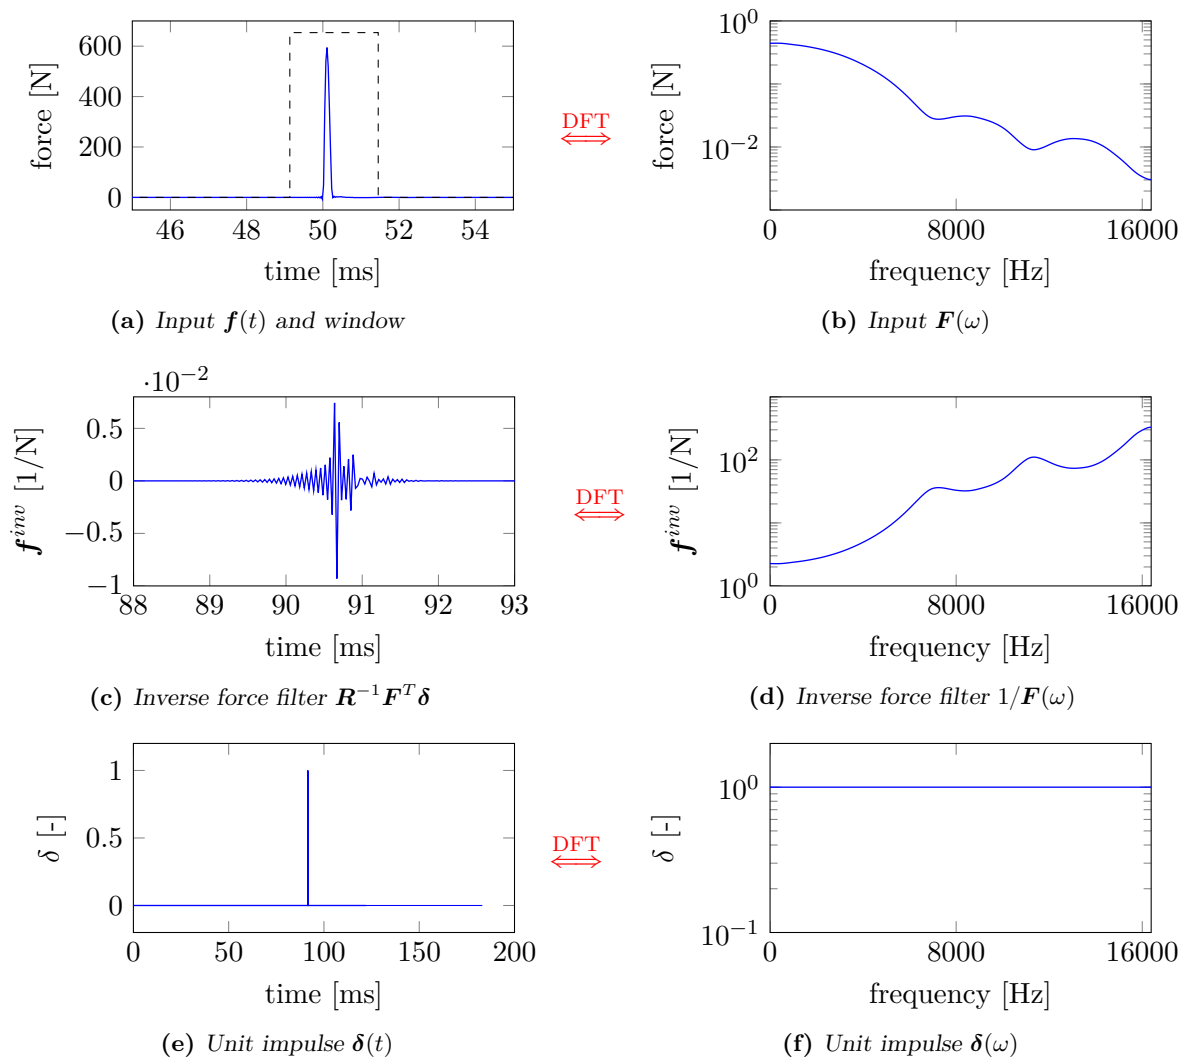 600
400
200
0
force [N]
46 48 50 52 54
time [ms]
(a) Input f(t) and window
DFT
10^0
10^−2
force [N]
0 8000 16000
frequency [Hz]
(b) Input F(ω)
·10^−2
0.5
0
−0.5
−1
f^inv [1/N]
88 89 90 91 92 93
time [ms]
(c) Inverse force filter R^−1 F^T δ
DFT
10^2
10^0
f^inv [1/N]
0 8000 16000
frequency [Hz]
(d) Inverse force filter 1/F(ω)
1
0.5
0
δ [-]
0 50 100 150 200
time [ms]
(e) Unit impulse δ(t)
DFT
10^0
10^−1
δ [-]
0 8000 16000
frequency [Hz]
(f) Unit impulse δ(ω)